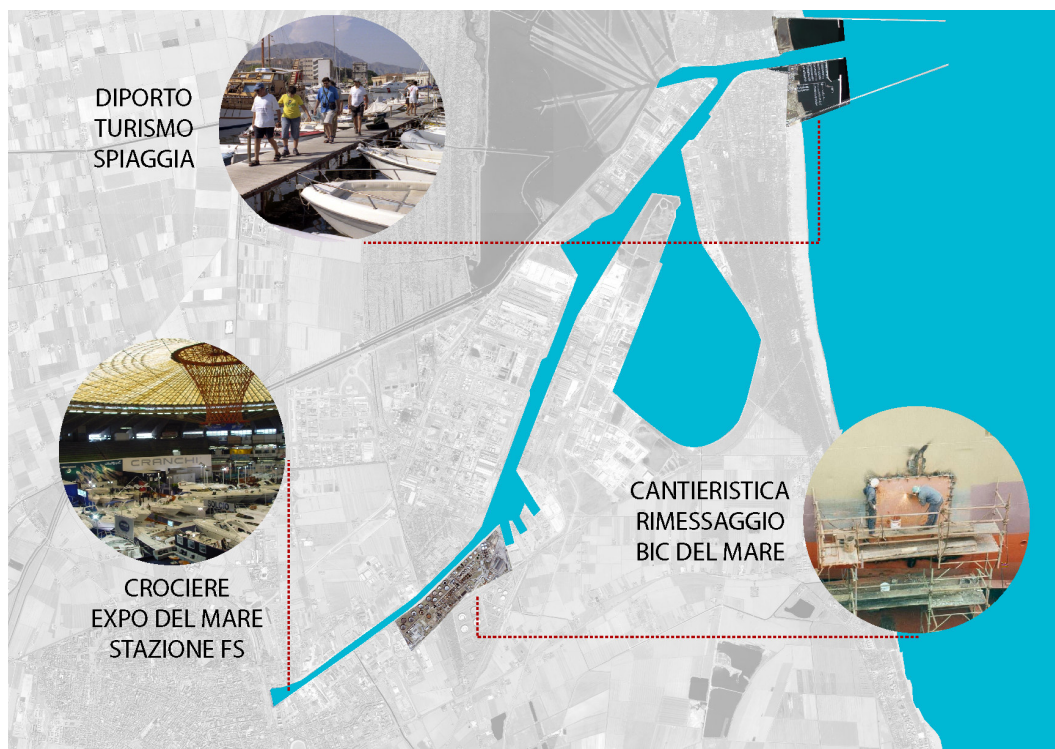 DIPORTO
TURISMO
SPIAGGIA
CRANCHI
CANTIERISTICA
RIMESSAGGIO
BIC DEL MARE
CROCIERE
EXPO DEL MARE
STAZIONE FS